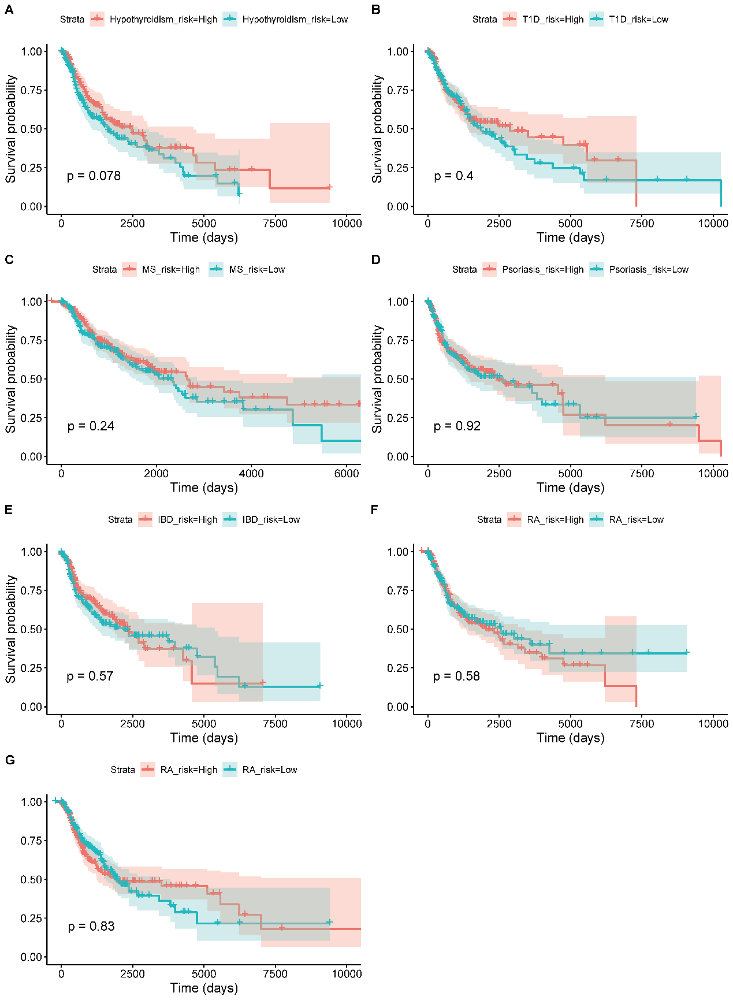 A
Strata Hypothyroidism_risk=High Hypothyroidism_risk=Low
Survival probability
1.00
0.75
0.50
0.25
0.00
p = 0.078
0 2500 5000 7500 10000
Time (days)
B
Strata T1D_risk=High T1D_risk=Low
Survival probability
1.00
0.75
0.50
0.25
0.00
p = 0.4
0 2500 5000 7500 10000
Time (days)
C
Strata MS_risk=High MS_risk=Low
Survival probability
1.00
0.75
0.50
0.25
0.00
p = 0.24
0 2000 4000 6000
Time (days)
D
Strata Psoriasis_risk=High Psoriasis_risk=Low
Survival probability
1.00
0.75
0.50
0.25
0.00
p = 0.92
0 2500 5000 7500 10000
Time (days)
E
Strata IBD_risk=High IBD_risk=Low
Survival probability
1.00
0.75
0.50
0.25
0.00
p = 0.57
0 2500 5000 7500 10000
Time (days)
F
Strata RA_risk=High RA_risk=Low
Survival probability
1.00
0.75
0.50
0.25
0.00
p = 0.58
0 2500 5000 7500 10000
Time (days)
G
Strata RA_risk=High RA_risk=Low
Survival probability
1.00
0.75
0.50
0.25
0.00
p = 0.83
0 2500 5000 7500 10000
Time (days)